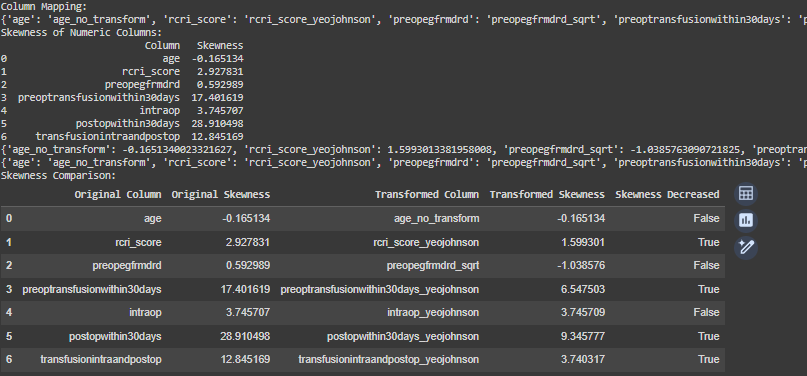 Column Mapping:
{'age': 'age_no_transform', 'rcri_score': 'rcri_score_yeojohnson', 'preopegfrmdrd': 'preopegfrmdrd_sqrt', 'preoptransfusionwithin30days': 'p
Skewness of Numeric Columns:
Column Skewness
0 age -0.165134
1 rcri_score 2.927831
2 preopegfrmdrd 0.592989
3 preoptransfusionwithin30days 17.401619
4 intraop 3.745707
5 postopwithin30days 28.910498
6 transfusionintraandpostop 12.845169
{'age_no_transform': -0.1651340023321627, 'rcri_score_yeojohnson': 1.5993013381958008, 'preopegfrmdrd_sqrt': -1.0385763090721825, 'preoptran
{'age': 'age_no_transform', 'rcri_score': 'rcri_score_yeojohnson', 'preopegfrmdrd': 'preopegfrmdrd_sqrt', 'preoptransfusionwithin30days': 'p
Skewness Comparison:
Original Column Original Skewness Transformed Column Transformed Skewness Skewness Decreased
0 age -0.165134 age_no_transform -0.165134 False
1 rcri_score 2.927831 rcri_score_yeojohnson 1.599301 True
2 preopegfrmdrd 0.592989 preopegfrmdrd_sqrt -1.038576 False
3 preoptransfusionwithin30days 17.401619 preoptransfusionwithin30days_yeojohnson 6.547503 True
4 intraop 3.745707 intraop_yeojohnson 3.745709 False
5 postopwithin30days 28.910498 postopwithin30days_yeojohnson 9.345777 True
6 transfusionintraandpostop 12.845169 transfusionintraandpostop_yeojohnson 3.740317 True